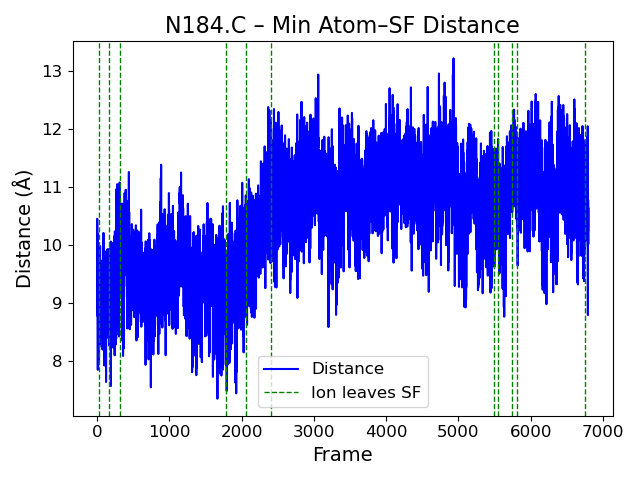 N184.C – Min Atom–SF Distance
Distance (Å)
13
12
11
10
9
8
Distance
Ion leaves SF
0 1000 2000 3000 4000 5000 6000 7000
Frame